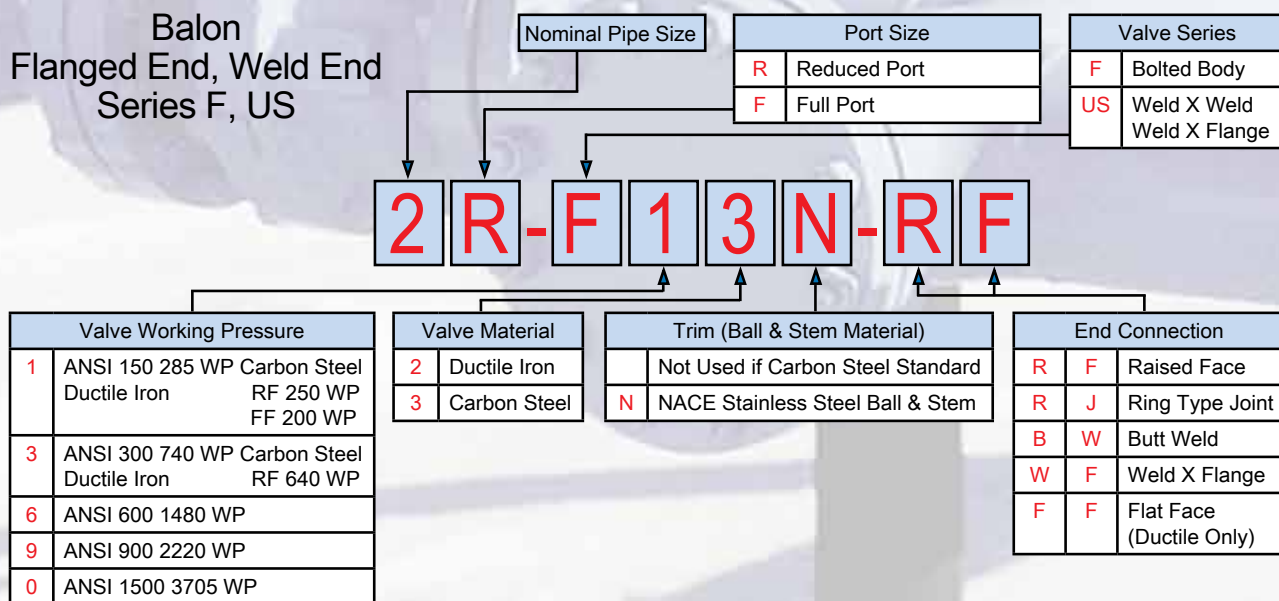 Balon
Flanged End, Weld End
Series F, US
Nominal Pipe Size
Port Size
R Reduced Port
F Full Port
Valve Series
F Bolted Body
US Weld X Weld
Weld X Flange
2R-F13N-RF
Valve Working Pressure
1 ANSI 150 285 WP Carbon Steel
Ductile Iron RF 250 WP
FF 200 WP
3 ANSI 300 740 WP Carbon Steel
Ductile Iron RF 640 WP
6 ANSI 600 1480 WP
9 ANSI 900 2220 WP
0 ANSI 1500 3705 WP
Valve Material
2 Ductile Iron
3 Carbon Steel
Trim (Ball & Stem Material)
Not Used if Carbon Steel Standard
N NACE Stainless Steel Ball & Stem
End Connection
R F Raised Face
R J Ring Type Joint
B W Butt Weld
W F Weld X Flange
F F Flat Face
(Ductile Only)